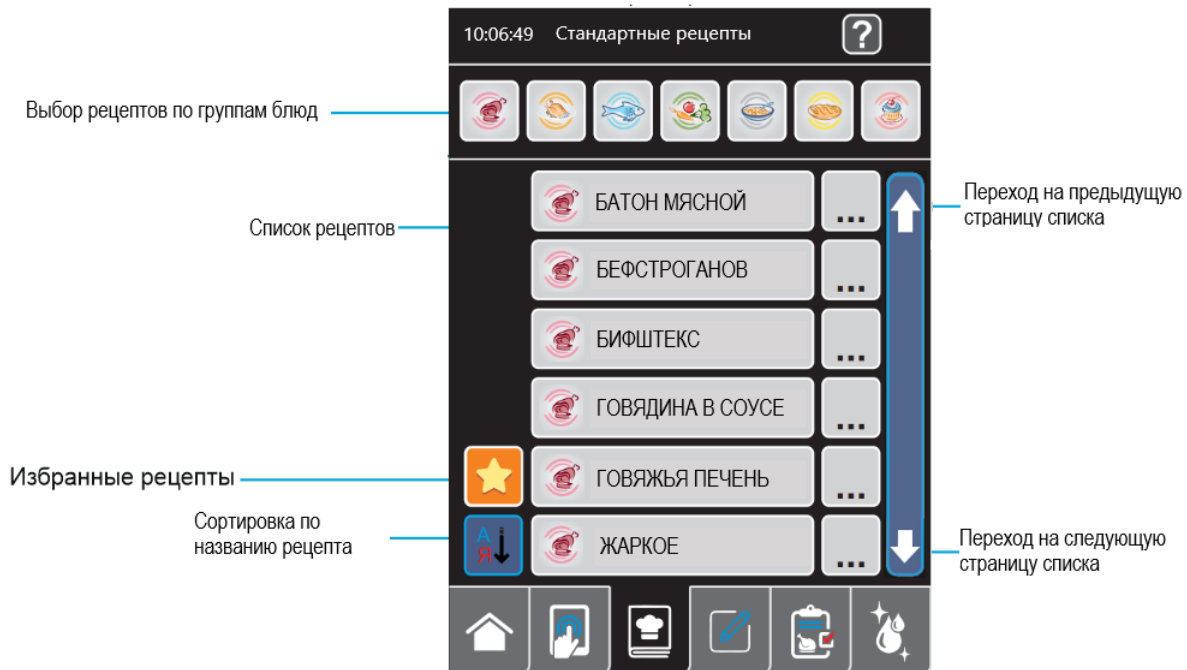 10:06:49 Стандартные рецепты ?
Выбор рецептов по группам блюд
БАТОН МЯСНОЙ ...
Переход на предыдущую
страницу списка
Список рецептов
БЕФСТРОГАНОВ ...
БИФШТЕКС ...
ГОВЯДИНА В СОУСЕ ...
Избранные рецепты
ГОВЯЖЬЯ ПЕЧЕНЬ ...
Сортировка по
названию рецепта
А
Я
ЖАРКОЕ ...
Переход на следующую
страницу списка